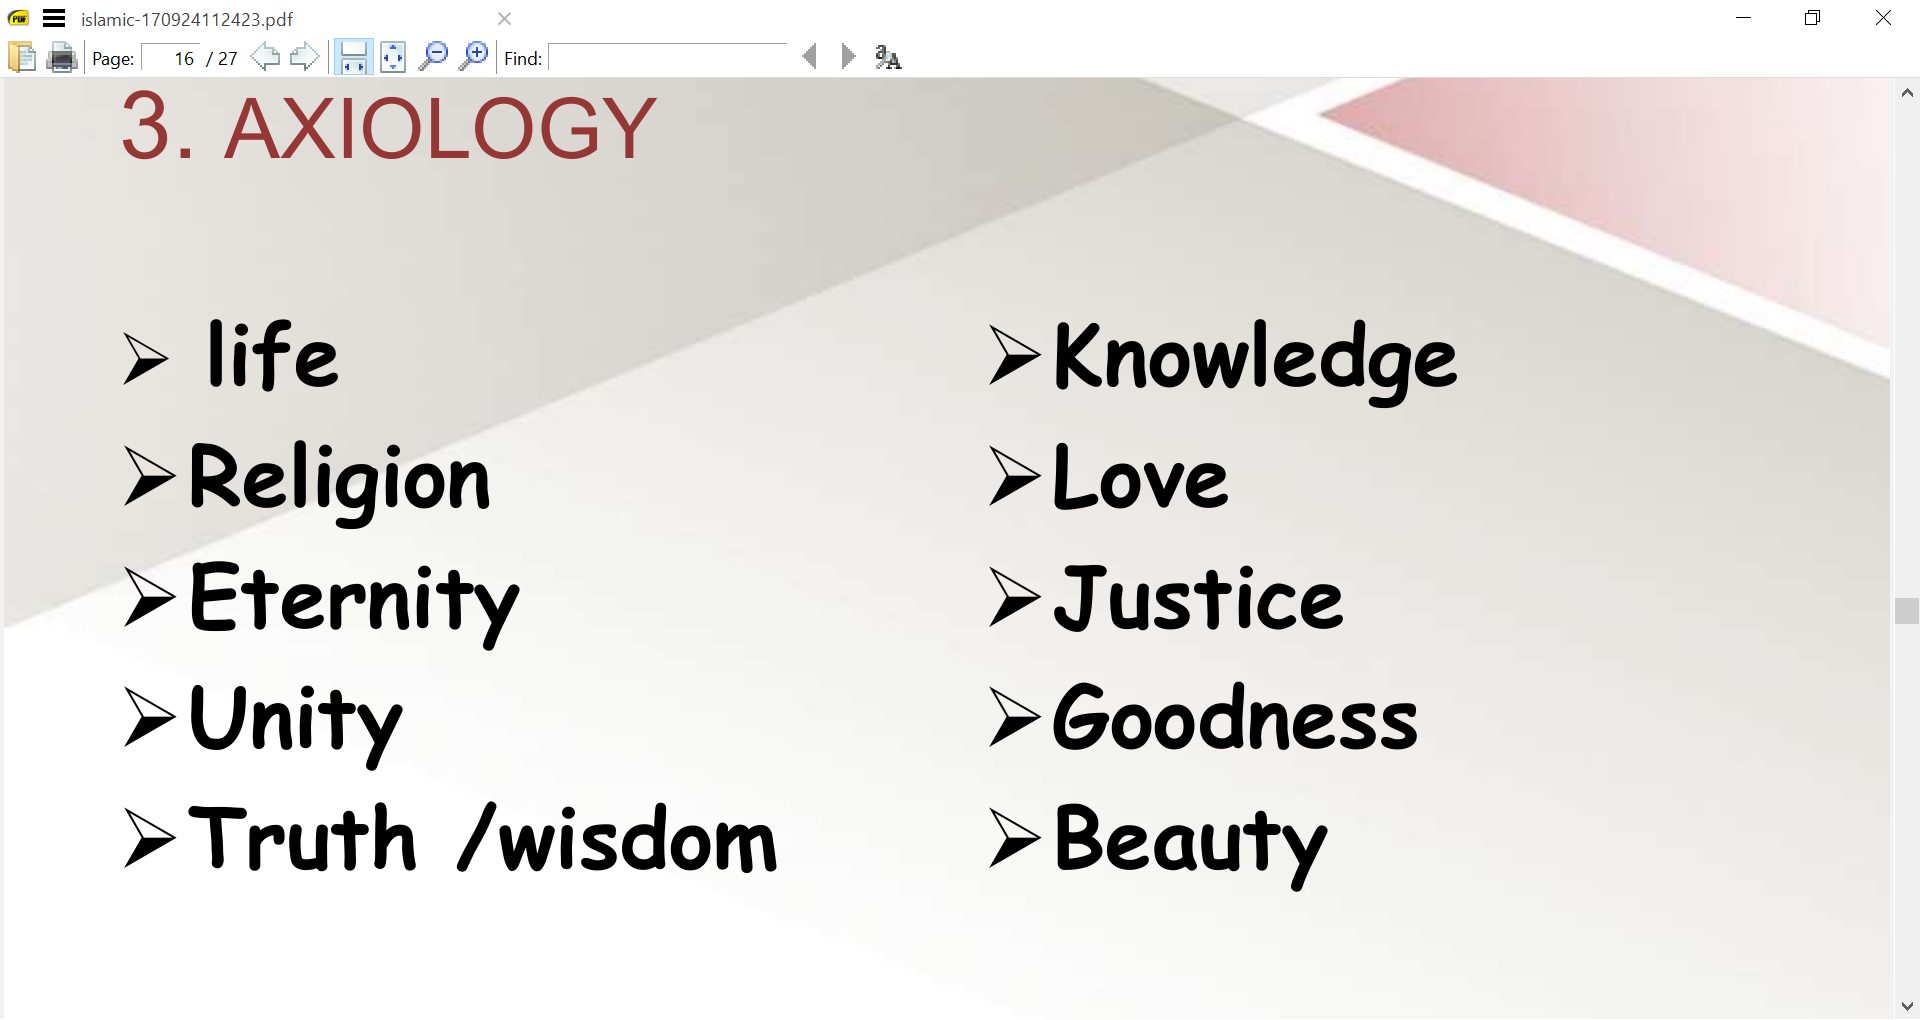 islamic-170924112423.pdf
Page: 16 / 27 Find:
3. AXIOLOGY
life
Religion
Eternity
Unity
Truth /wisdom
Knowledge
Love
Justice
Goodness
Beauty